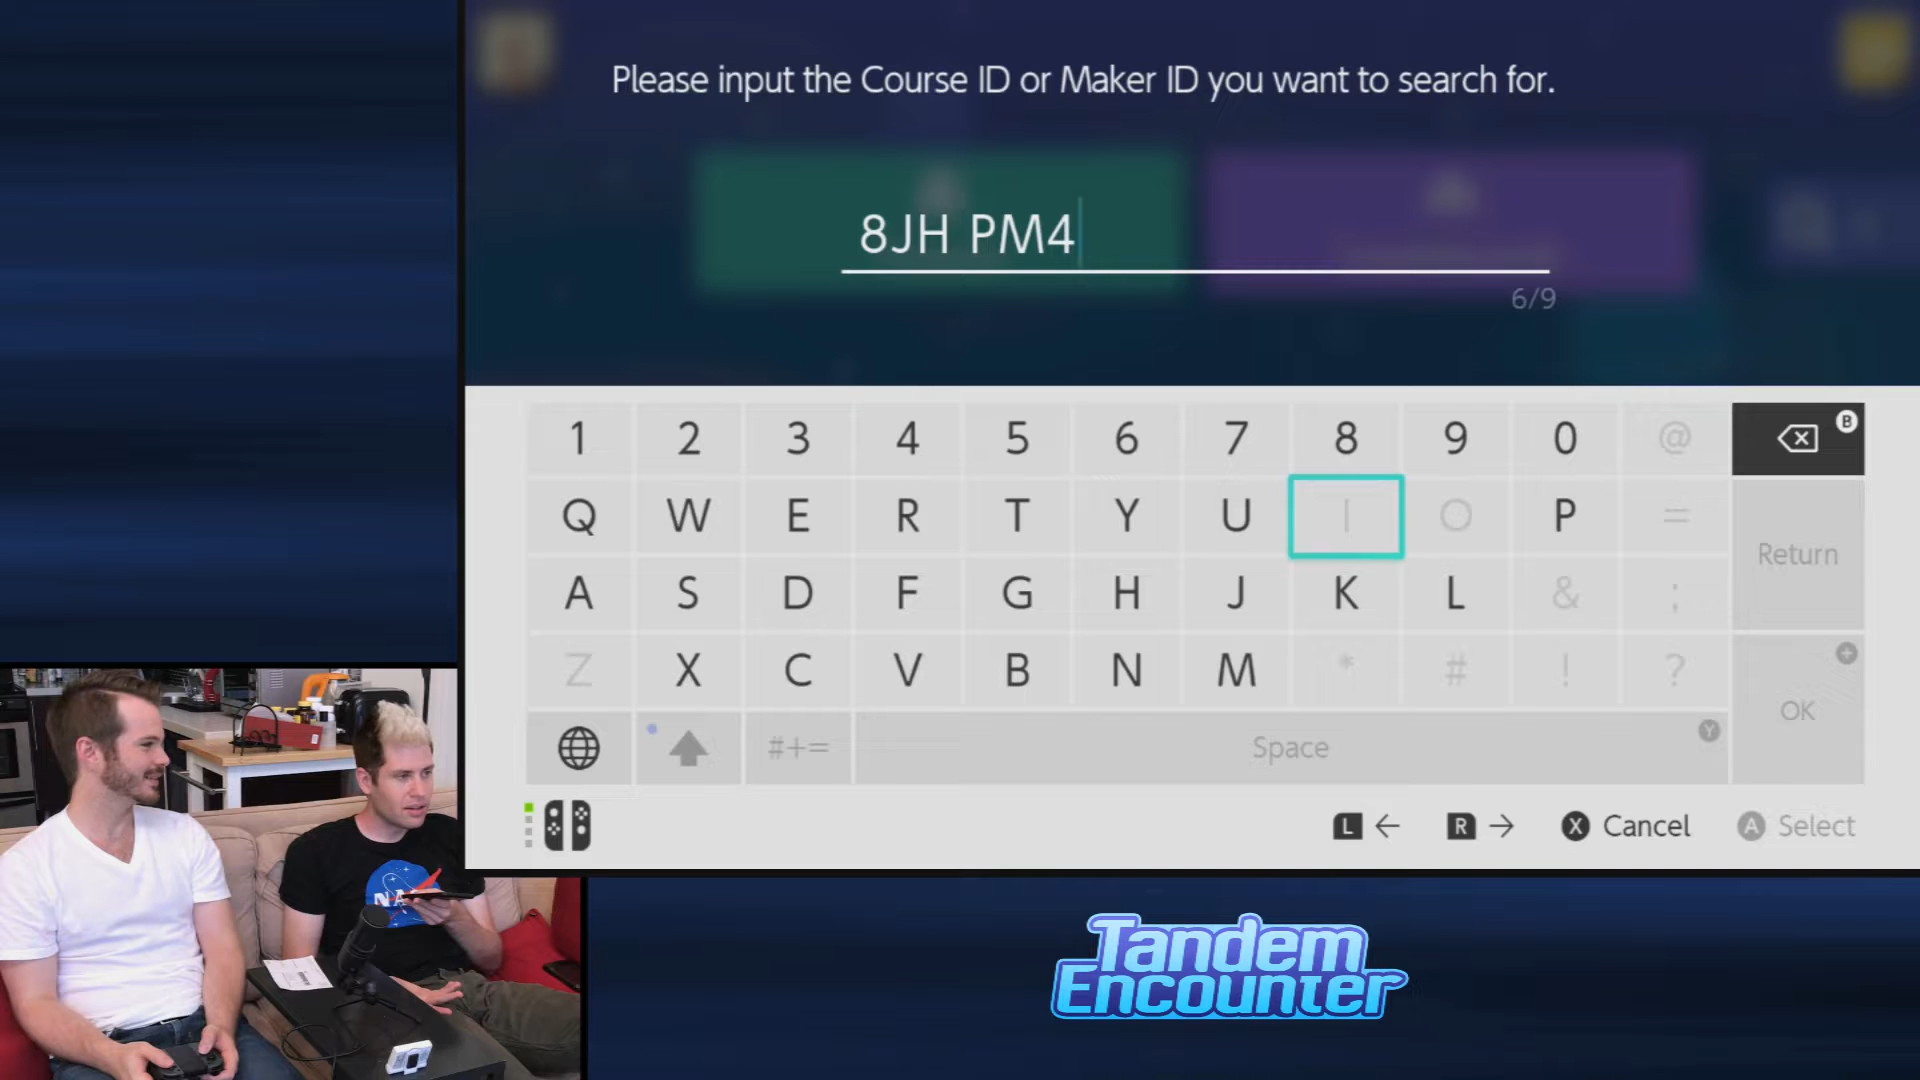 Please input the Course ID or Maker ID you want to search for.
8JH PM4
6/9
1 2 3 4 5 6 7 8 9 0 @ B
Q W E R T Y U I O P =
Return
A S D F G H J K L & ;
Z X C V B N M * # ! ?
OK
#+= Space Y
L ← R → X Cancel A Select
NASA
Tandem
Encounter